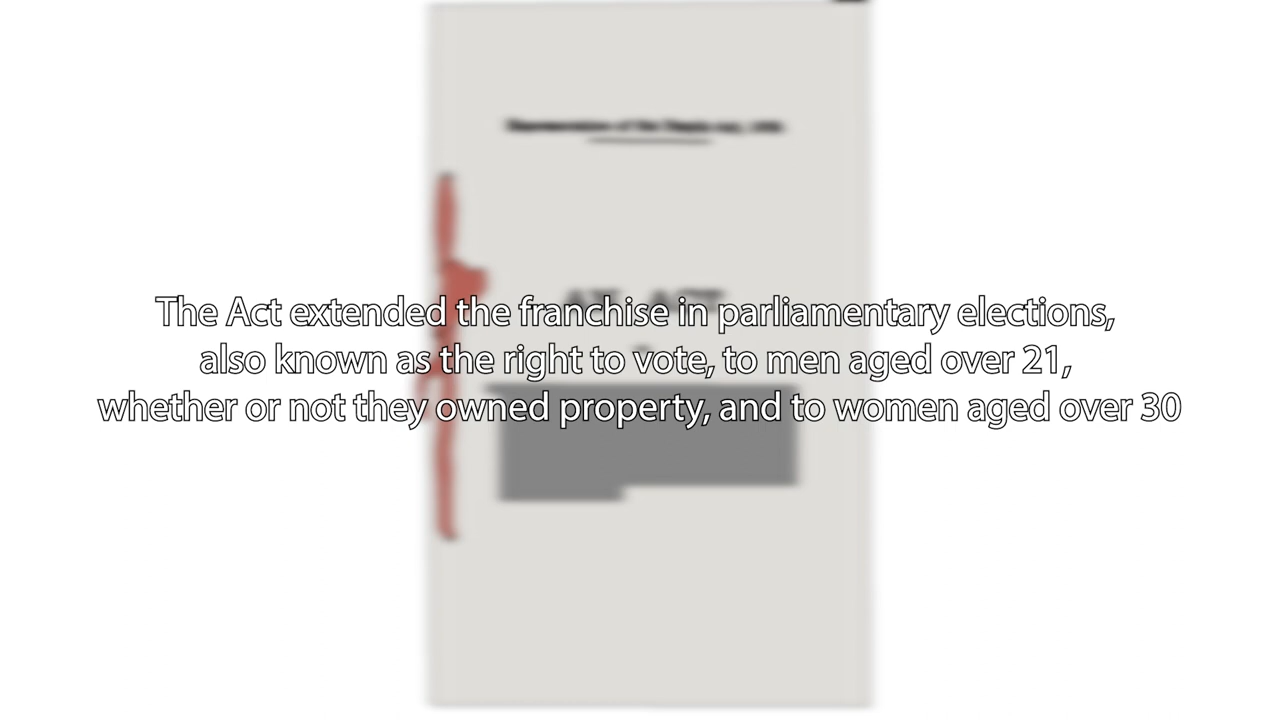 The Act extended the franchise in parliamentary elections,
also known as the right to vote, to men aged over 21,
whether or not they owned property, and to women aged over 30